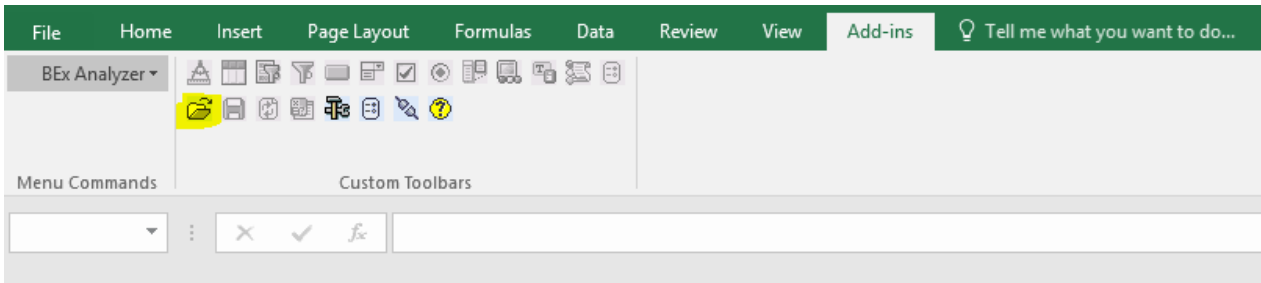 File Home Insert Page Layout Formulas Data Review View Add-ins Tell me what you want to do...
BEx Analyzer
Menu Commands Custom Toolbars
fx